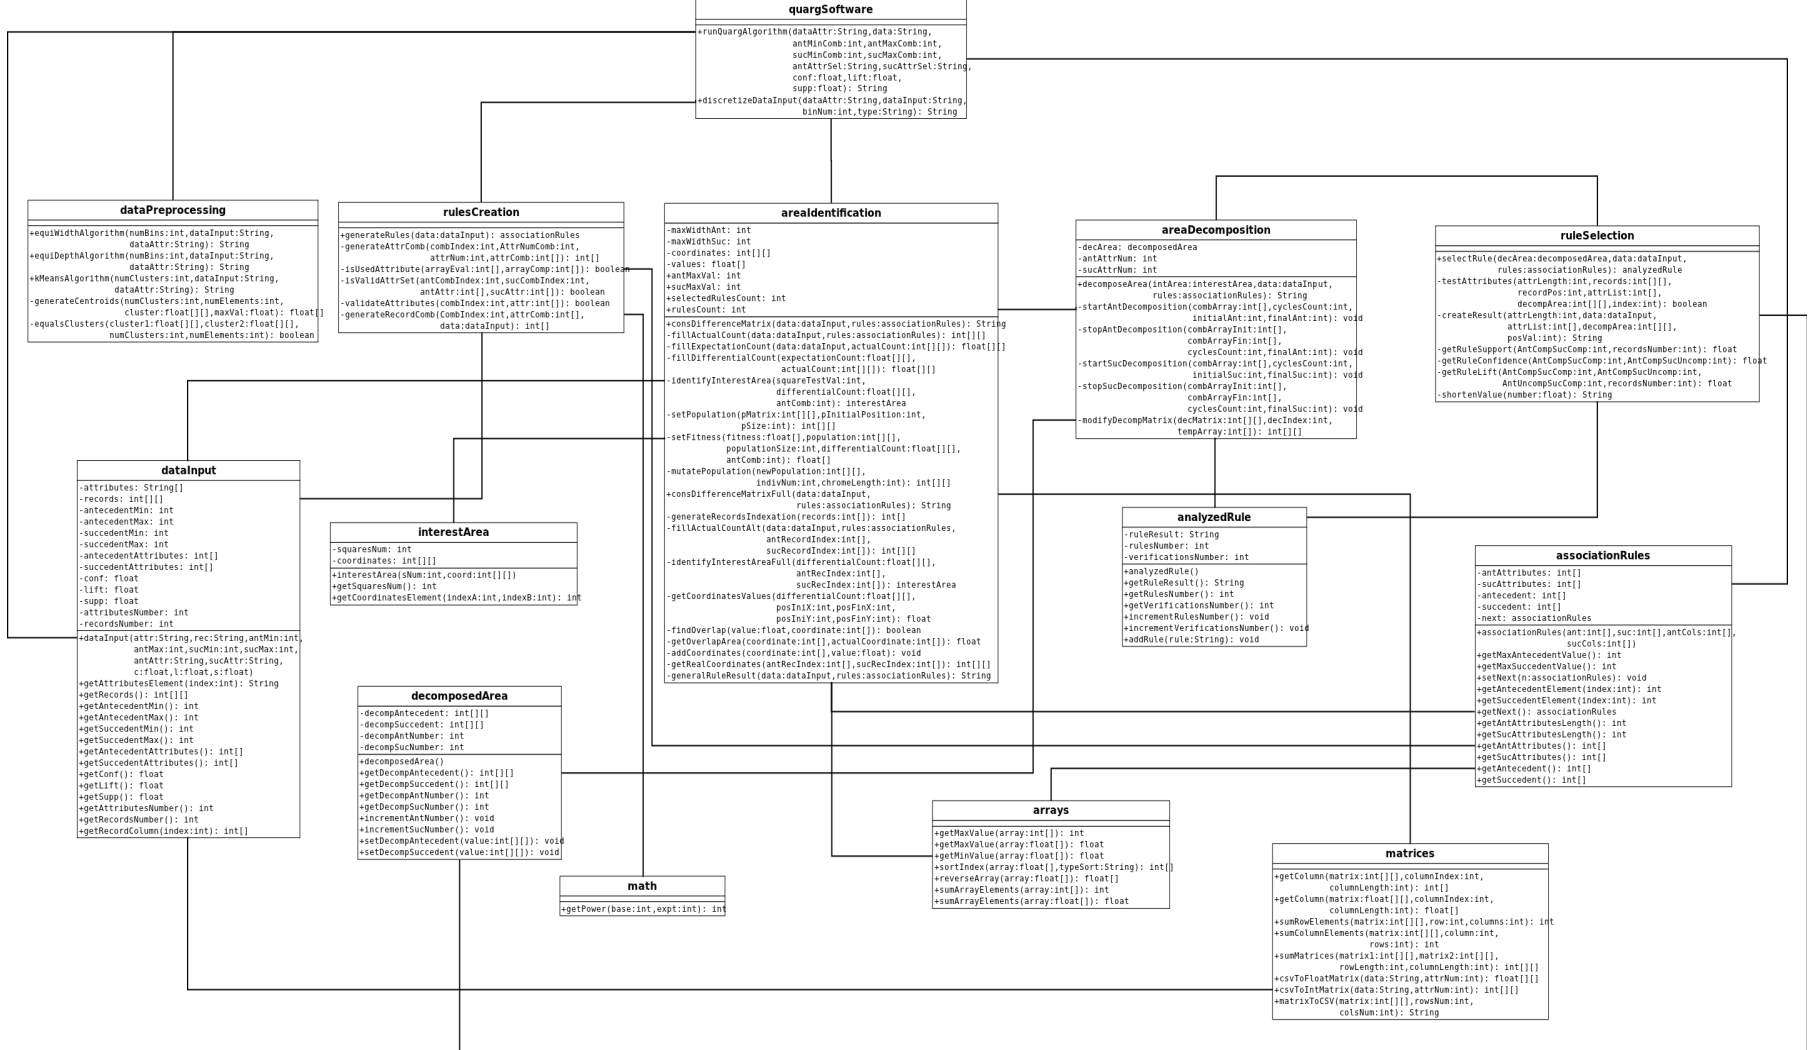 quargSoftware
+runQuargAlgorithm(dataAttr:String,data:String,
antMinComb:int,antMaxComb:int,
sucMinComb:int,sucMaxComb:int,
antAttrSel:String,sucAttrSel:String,
conf:float,lift:float,
supp:float): String
+discretizeDataInput(dataAttr:String,dataInput:String,
binNum:int,type:String): String
dataPreprocessing
+equiWidthAlgorithm(numBins:int,dataInput:String,
dataAttr:String): String
+equiDepthAlgorithm(numBins:int,dataInput:String,
dataAttr:String): String
+kMeansAlgorithm(numClusters:int,dataInput:String,
dataAttr:String): String
-generateCentroids(numClusters:int,numElements:int,
cluster:float[][],maxVal:float): float[]
-equalsClusters(cluster1:float[][],cluster2:float[][],
numClusters:int,numElements:int): boolean
rulesCreation
+generateRules(data:dataInput): associationRules
-generateAttrComb(combIndex:int,AttrNumComb:int,
attrNum:int,attrComb:int[]): int[]
-isUsedAttribute(arrayEval:int[],arrayComp:int[]): boolean
-isValidAttrSet(antCombIndex:int,sucCombIndex:int,
antAttr:int[],sucAttr:int[]): boolean
-validateAttributes(combIndex:int,attr:int[]): boolean
-generateRecordComb(combIndex:int,attrComb:int[],
data:dataInput): int[]
areaIdentification
-maxWidthAnt: int
-maxWidthSuc: int
-coordinates: int[][]
-values: float[]
+antMaxVal: int
+sucMaxVal: int
+selectedRulesCount: int
+rulesCount: int
+consDifferenceMatrix(data:dataInput,rules:associationRules): String
-fillActualCount(data:dataInput,rules:associationRules): int[][]
-fillExpectationCount(data:dataInput,actualCount:int[][]): float[][]
-fillDifferentialCount(expectationCount:float[][],
actualCount:int[][]): float[][]
-identifyInterestArea(squareTestVal:int,
differentialCount:float[][],
antComb:int): interestArea
-setPopulation(pMatrix:int[][],pInitialPosition:int,
pSize:int): int[][]
-setFitness(fitness:float[],population:int[][],
populationSize:int,differentialCount:float[][],
antComb:int): float[]
-mutatePopulation(newPopulation:int[][],
indivNum:int,chromeLength:int): int[][]
+consDifferenceMatrixFull(data:dataInput,
rules:associationRules): String
-generateRecordsIndexation(records:int[]): int[]
-fillActualCountAlt(data:dataInput,rules:associationRules,
antRecordIndex:int[],
sucRecordIndex:int[]): int[][]
-identifyInterestAreaFull(differentialCount:float[][],
antRecIndex:int[],
sucRecIndex:int[]): interestArea
-getCoordinatesValues(differentialCount:float[][],
posIniX:int,posFinX:int,
posIniY:int,posFinY:int): float
-findOverlap(value:float,coordinate:int[]): boolean
-getOverlapArea(coordinate:int[],actualCoordinate:int[]): float
-addCoordinates(coordinate:int[],value:float): void
-getRealCoordinates(antRecIndex:int[],sucRecIndex:int[]): int[][]
-generalRuleResult(data:dataInput,rules:associationRules): String
areaDecomposition
-decArea: decomposedArea
-antAttrNum: int
-sucAttrNum: int
+decomposeArea(intArea:interestArea,data:dataInput,
rules:associationRules): String
-startAntDecomposition(combArray:int[],cyclesCount:int,
initialAnt:int,finalAnt:int): void
-stopAntDecomposition(combArrayInit:int[],
combArrayFin:int[],
cyclesCount:int,finalAnt:int): void
-startSucDecomposition(combArray:int[],cyclesCount:int,
initialSuc:int,finalSuc:int): void
-stopSucDecomposition(combArrayInit:int[],
combArrayFin:int[],
cyclesCount:int,finalSuc:int): void
-modifyDecompMatrix(decMatrix:int[][],decIndex:int,
tempArray:int[]): int[][]
ruleSelection
+selectRule(decArea:decomposedArea,data:dataInput,
rules:associationRules): analyzedRule
-testAttributes(attrLength:int,records:int[][],
recordPos:int,attrList:int[],
decompArea:int[][],index:int): boolean
-createResult(attrLength:int,data:dataInput,
attrList:int[],decompArea:int[][],
posVal:int): String
-getRuleSupport(AntCompSucComp:int,recordsNumber:int): float
-getRuleConfidence(AntCompSucComp:int,AntCompSucUncomp:int): float
-getRuleLift(AntCompSucComp:int,AntCompSucUncomp:int,
AntUncompSucComp:int,recordsNumber:int): float
-shortenValue(number:float): String
dataInput
-attributes: String[]
-records: int[][]
-antecedentMin: int
-antecedentMax: int
-succedentMin: int
-succedentMax: int
-antecedentAttributes: int[]
-succedentAttributes: int[]
-conf: float
-lift: float
-supp: float
-attributesNumber: int
-recordsNumber: int
+dataInput(attr:String,rec:String,antMin:int,
antMax:int,sucMin:int,sucMax:int,
antAttr:String,sucAttr:String,
c:float,l:float,s:float)
+getAttributesElement(index:int): String
+getRecords(): int[][]
+getAntecedentMin(): int
+getAntecedentMax(): int
+getSuccedentMin(): int
+getSuccedentMax(): int
+getAntecedentAttributes(): int[]
+getSuccedentAttributes(): int[]
+getConf(): float
+getLift(): float
+getSupp(): float
+getAttributesNumber(): int
+getRecordsNumber(): int
+getRecordColumn(index:int): int[]
interestArea
-squaresNum: int
-coordinates: int[][]
+interestArea(sNum:int,coord:int[][])
+getSquaresNum(): int
+getCoordinatesElement(indexA:int,indexB:int): int
analyzedRule
-ruleResult: String
-rulesNumber: int
-verificationsNumber: int
+analyzedRule()
+getRuleResult(): String
+getRulesNumber(): int
+getVerificationsNumber(): int
+incrementRulesNumber(): void
+incrementVerificationsNumber(): void
+addRule(rule:String): void
associationRules
-antAttributes: int[]
-sucAttributes: int[]
-antecedent: int[]
-succedent: int[]
-next: associationRules
+associationRules(ant:int[],suc:int[],antCols:int[],
sucCols:int[])
+getMaxAntecedentValue(): int
+getMaxSuccedentValue(): int
+setNext(n:associationRules): void
+getAntecedentElement(index:int): int
+getSuccedentElement(index:int): int
+getNext(): associationRules
+getAntAttributesLength(): int
+getSucAttributesLength(): int
+getAntAttributes(): int[]
+getSucAttributes(): int[]
+getAntecedent(): int[]
+getSuccedent(): int[]
decomposedArea
-decompAntecedent: int[][]
-decompSuccedent: int[][]
-decompAntNumber: int
-decompSucNumber: int
+decomposedArea()
+getDecompAntecedent(): int[][]
+getDecompSuccedent(): int[][]
+getDecompAntNumber(): int
+getDecompSucNumber(): int
+incrementAntNumber(): void
+incrementSucNumber(): void
+setDecompAntecedent(value:int[][]): void
+setDecompSuccedent(value:int[][]): void
math
+getPower(base:int,expt:int): int
arrays
+getMaxValue(array:int[]): int
+getMaxValue(array:float[]): float
+getMinValue(array:float[]): float
+sortIndex(array:float[],typeSort:String): int[]
+reverseArray(array:float[]): float[]
+sumArrayElements(array:int[]): int
+sumArrayElements(array:float[]): float
matrices
+getColumn(matrix:int[][],columnIndex:int,
columnLength:int): int[]
+getColumn(matrix:float[][],columnIndex:int,
columnLength:int): float[]
+sumRowElements(matrix:int[][],row:int,columns:int): int
+sumColumnElements(matrix:int[][],column:int,
rows:int): int
+sumMatrices(matrix1:int[][],matrix2:int[][],
rowLength:int,columnLength:int): int[][]
+csvToFloatMatrix(data:String,attrNum:int): float[][]
+csvToIntMatrix(data:String,attrNum:int): int[][]
+matrixToCSV(matrix:int[][],rowsNum:int,
colsNum:int): String